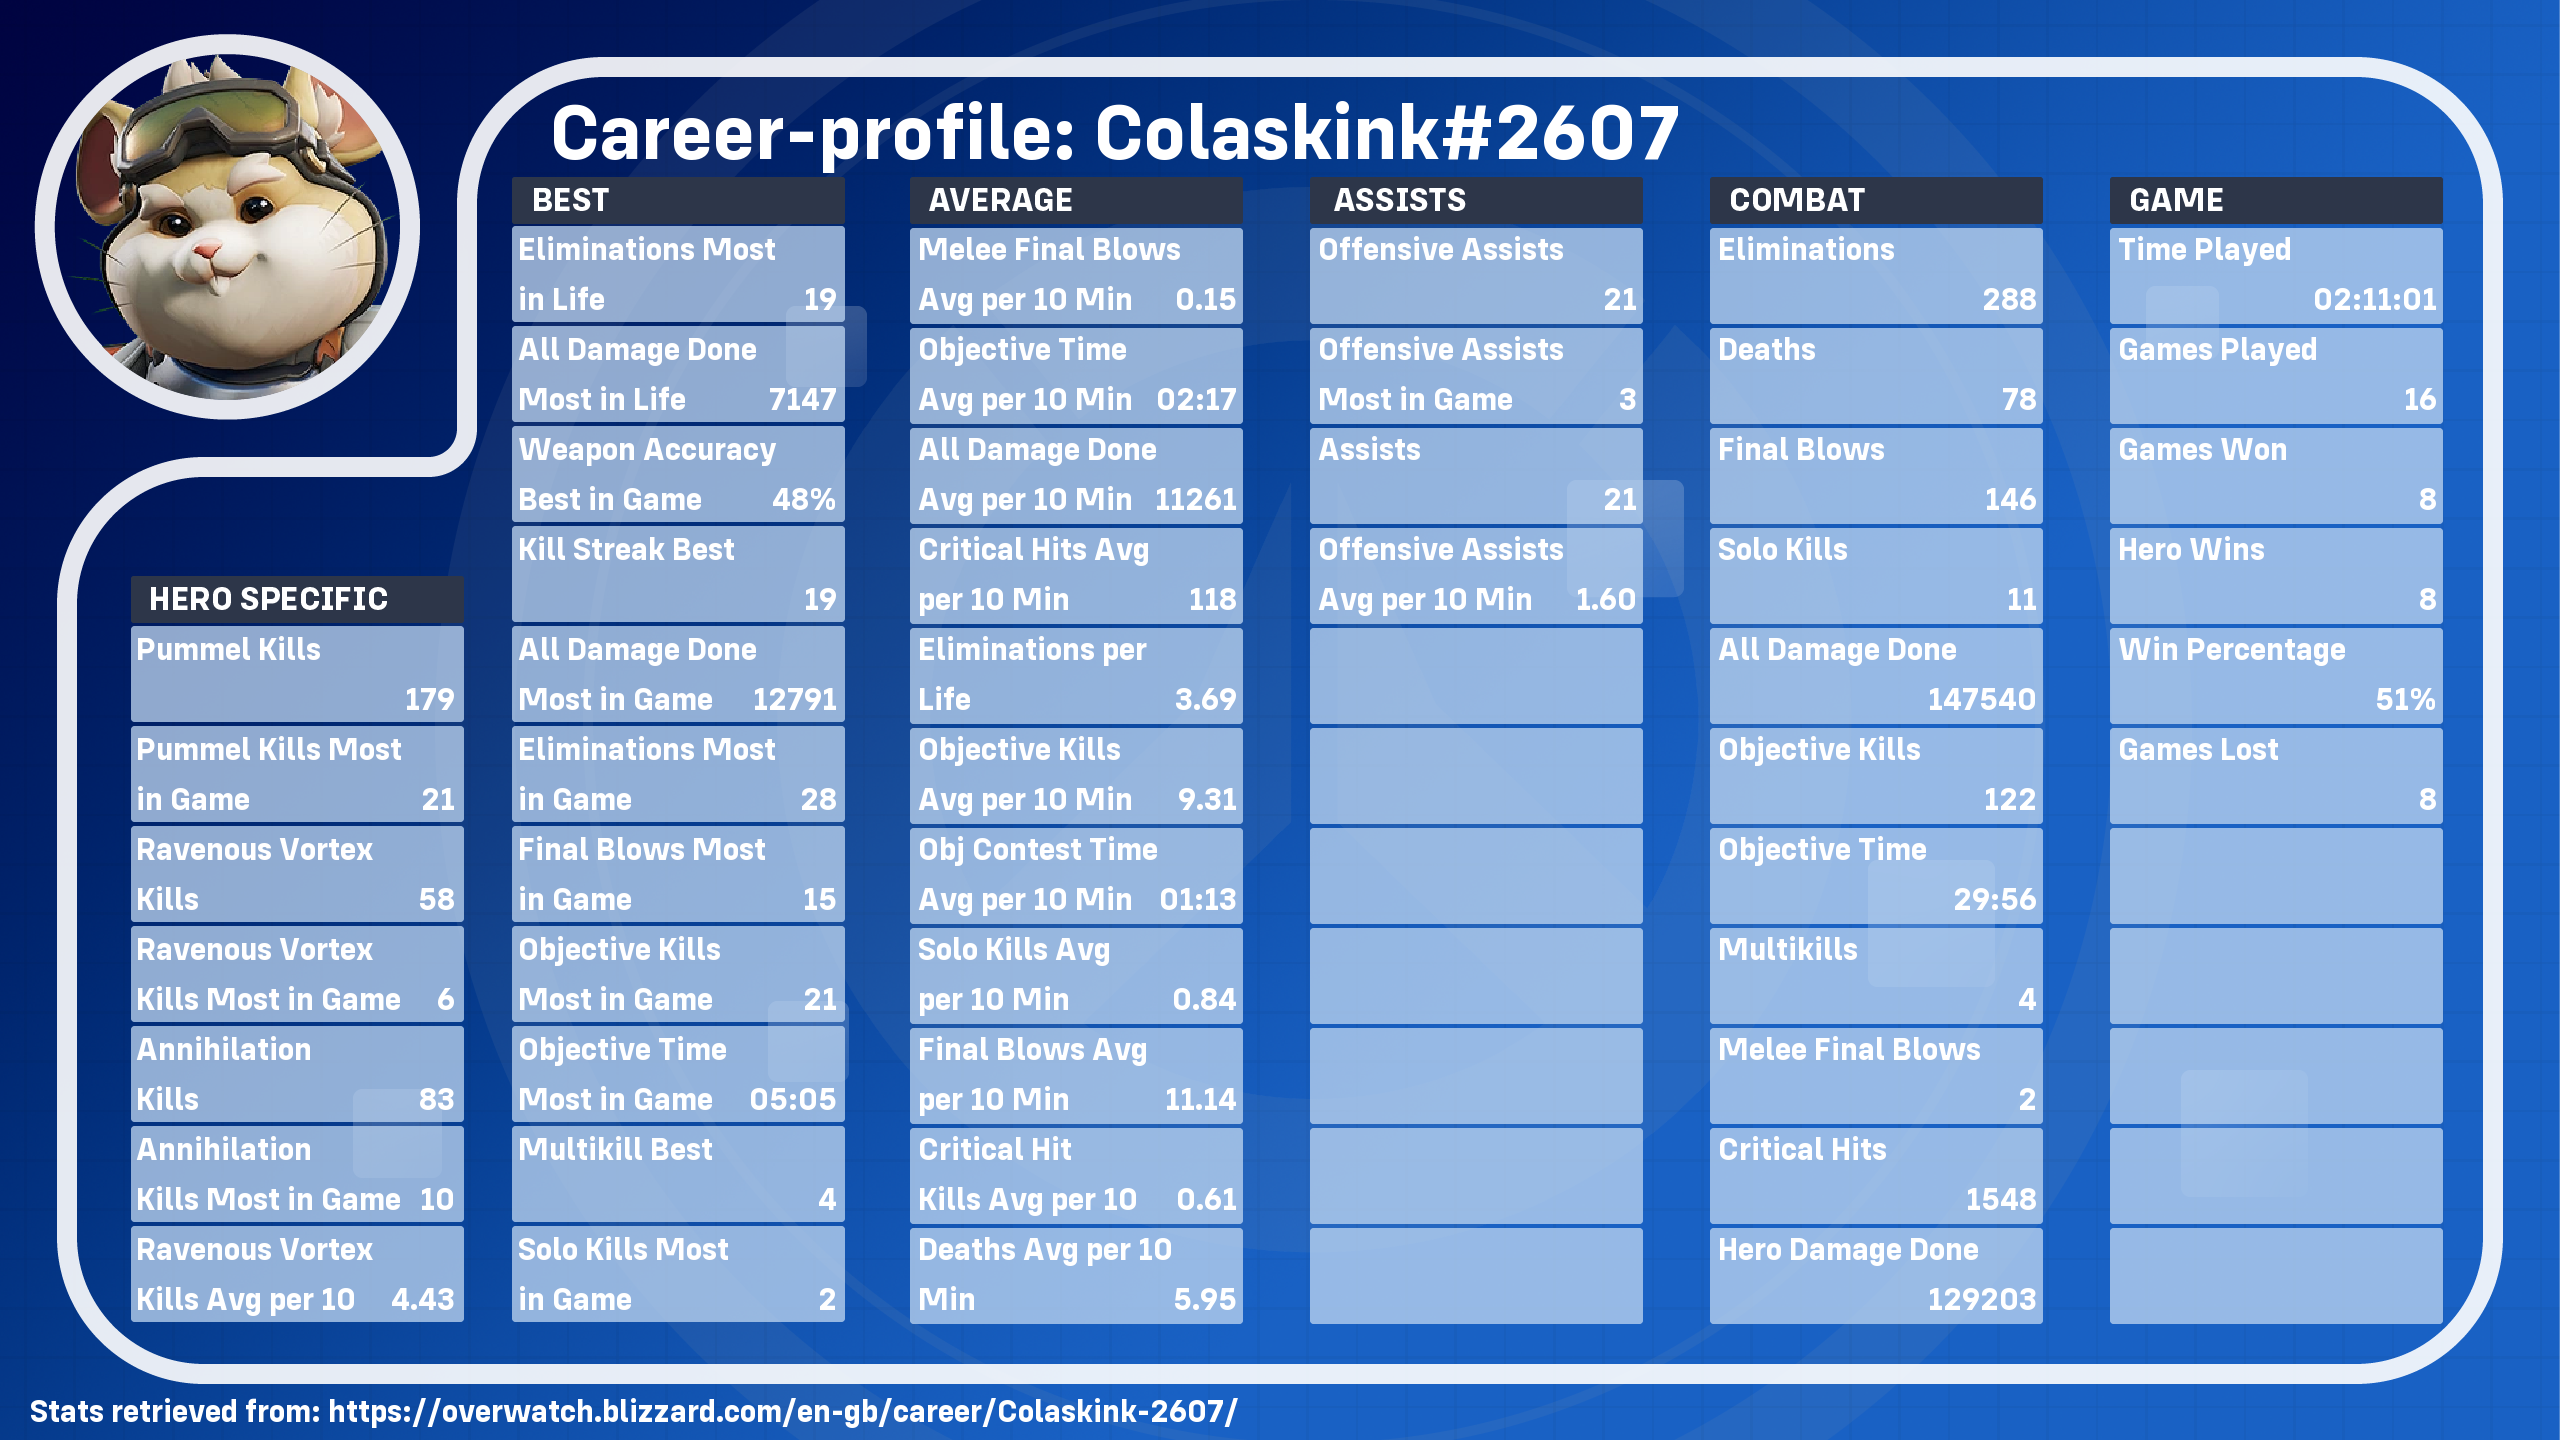 Career-profile: Colaskink#2607
HERO SPECIFIC
Pummel Kills
179
Pummel Kills Most
in Game 21
Ravenous Vortex
Kills 58
Ravenous Vortex
Kills Most in Game 6
Annihilation
Kills 83
Annihilation
Kills Most in Game 10
Ravenous Vortex
Kills Avg per 10 4.43
BEST
Eliminations Most
in Life 19
All Damage Done
Most in Life 7147
Weapon Accuracy
Best in Game 48%
Kill Streak Best
19
All Damage Done
Most in Game 12791
Eliminations Most
in Game 28
Final Blows Most
in Game 15
Objective Kills
Most in Game 21
Objective Time
Most in Game 05:05
Multikill Best
4
Solo Kills Most
in Game 2
AVERAGE
Melee Final Blows
Avg per 10 Min 0.15
Objective Time
Avg per 10 Min 02:17
All Damage Done
Avg per 10 Min 11261
Critical Hits Avg
per 10 Min 118
Eliminations per
Life 3.69
Objective Kills
Avg per 10 Min 9.31
Obj Contest Time
Avg per 10 Min 01:13
Solo Kills Avg
per 10 Min 0.84
Final Blows Avg
per 10 Min 11.14
Critical Hit
Kills Avg per 10 0.61
Deaths Avg per 10
Min 5.95
ASSISTS
Offensive Assists
21
Offensive Assists
Most in Game 3
Assists
21
Offensive Assists
Avg per 10 Min 1.60
COMBAT
Eliminations
288
Deaths
78
Final Blows
146
Solo Kills
11
All Damage Done
147540
Objective Kills
122
Objective Time
29:56
Multikills
4
Melee Final Blows
2
Critical Hits
1548
Hero Damage Done
129203
GAME
Time Played
02:11:01
Games Played
16
Games Won
8
Hero Wins
8
Win Percentage
51%
Games Lost
8
Stats retrieved from: https://overwatch.blizzard.com/en-gb/career/Colaskink-2607/